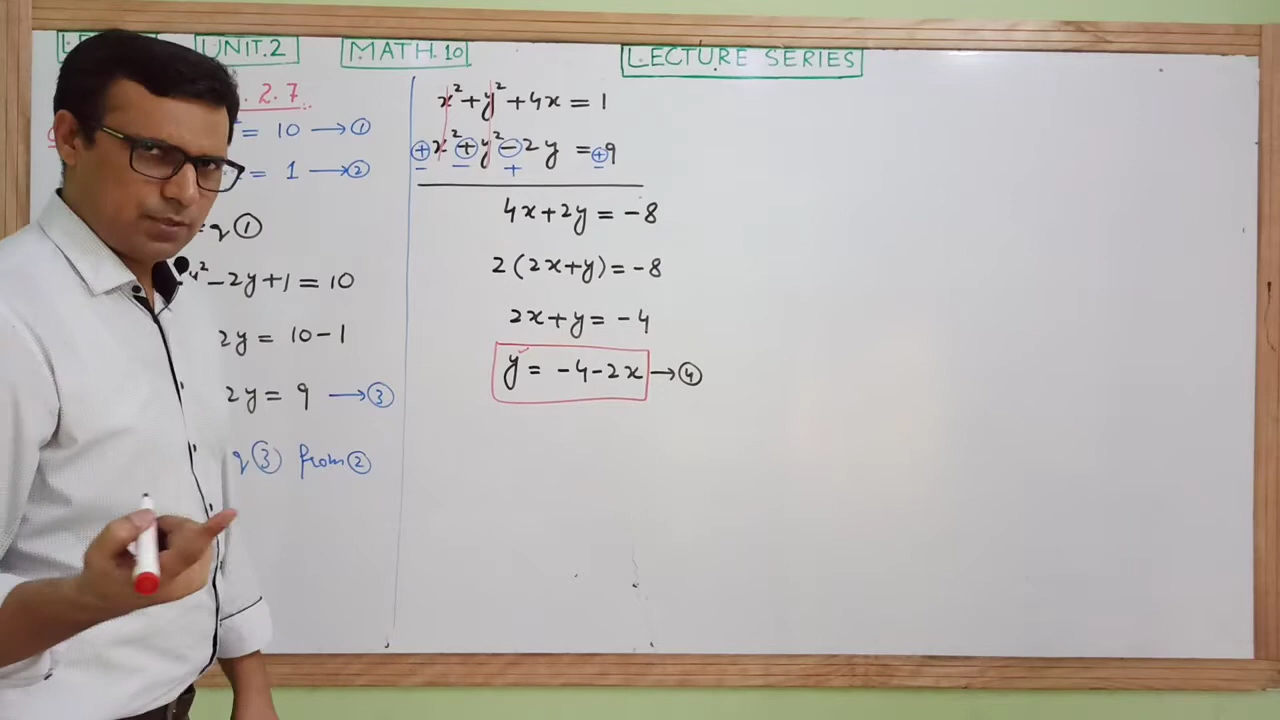 UNIT.2
MATH.10
LECTURE SERIES
. 2.7
= 10 → ①
= 1 → ②
①
- 2y + 1 = 10
2y = 10 - 1
2y = 9 → ③
③ from ②
x² + y² + 4x = 1
⊕ x² ⊕ y² ⊖ 2y = ⊕ 9
- - + -
4x + 2y = -8
2(2x + y) = -8
2x + y = -4
y = -4 - 2x → ④